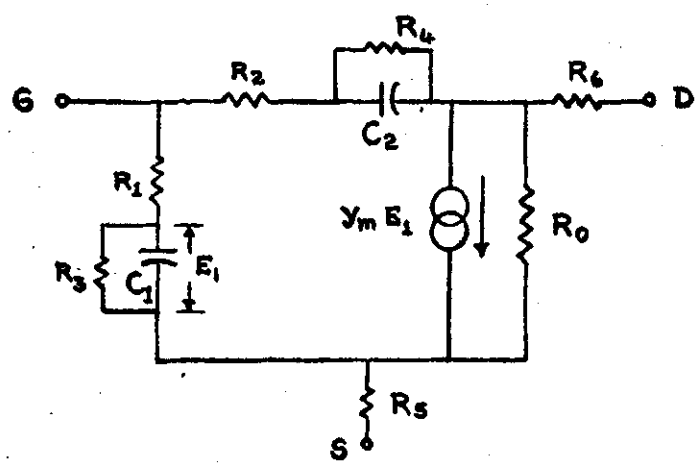 R₄
G
R₂
C₂
R₆
D
R₁
yₘ E₁
R₀
R₃
C₁
E₁
R₅
S